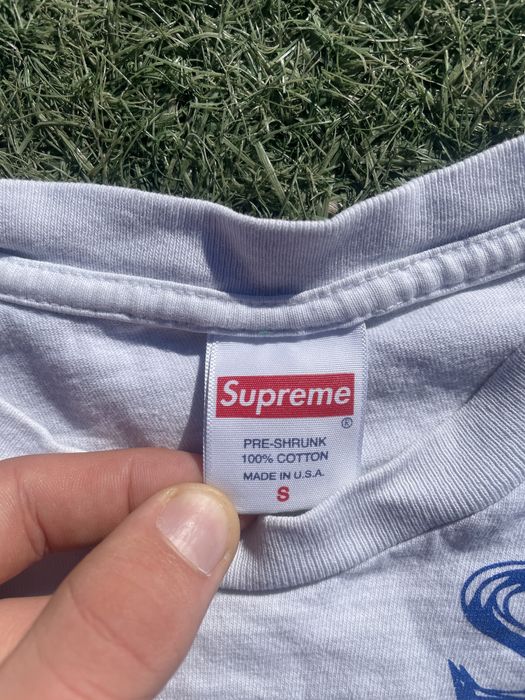 Supreme
®
PRE-SHRUNK
100% COTTON
MADE IN U.S.A.
S
S